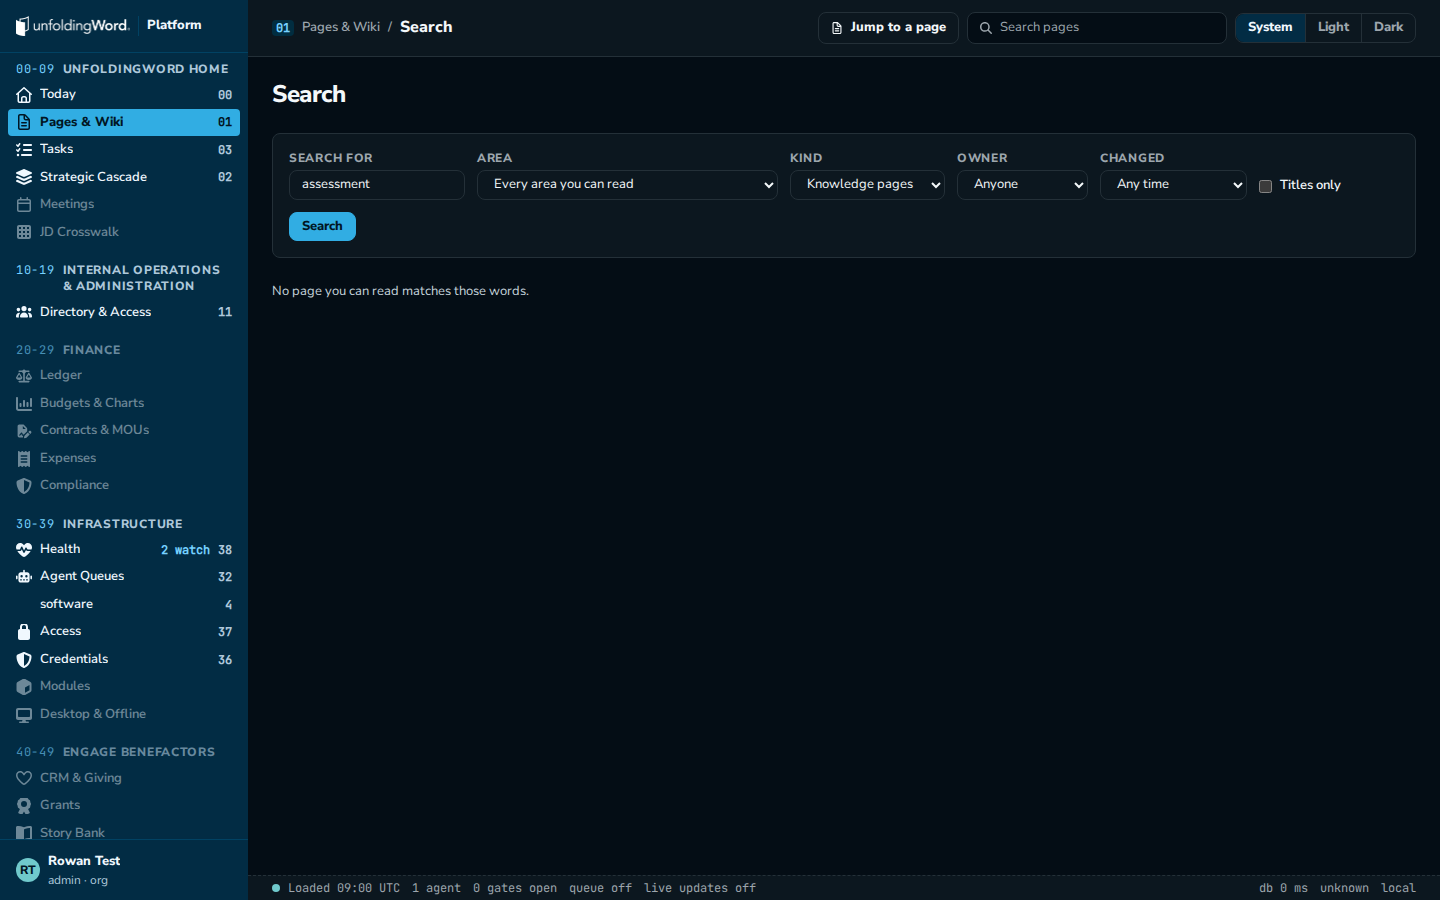 unfoldingWord® Platform
00-09 UNFOLDINGWORD HOME
Today 00
Pages & Wiki 01
Tasks 03
Strategic Cascade 02
Meetings
JD Crosswalk
10-19 INTERNAL OPERATIONS
& ADMINISTRATION
Directory & Access 11
20-29 FINANCE
Ledger
Budgets & Charts
Contracts & MOUs
Expenses
Compliance
30-39 INFRASTRUCTURE
Health 2 watch 38
Agent Queues 32
software 4
Access 37
Credentials 36
Modules
Desktop & Offline
40-49 ENGAGE BENEFACTORS
CRM & Giving
Grants
Story Bank
RT Rowan Test
admin · org
01 Pages & Wiki / Search
Jump to a page
Search pages
System Light Dark
Search
SEARCH FOR AREA KIND OWNER CHANGED
assessment Every area you can read Knowledge pages Anyone Any time Titles only
Search
No page you can read matches those words.
Loaded 09:00 UTC 1 agent 0 gates open queue off live updates off db 0 ms unknown local